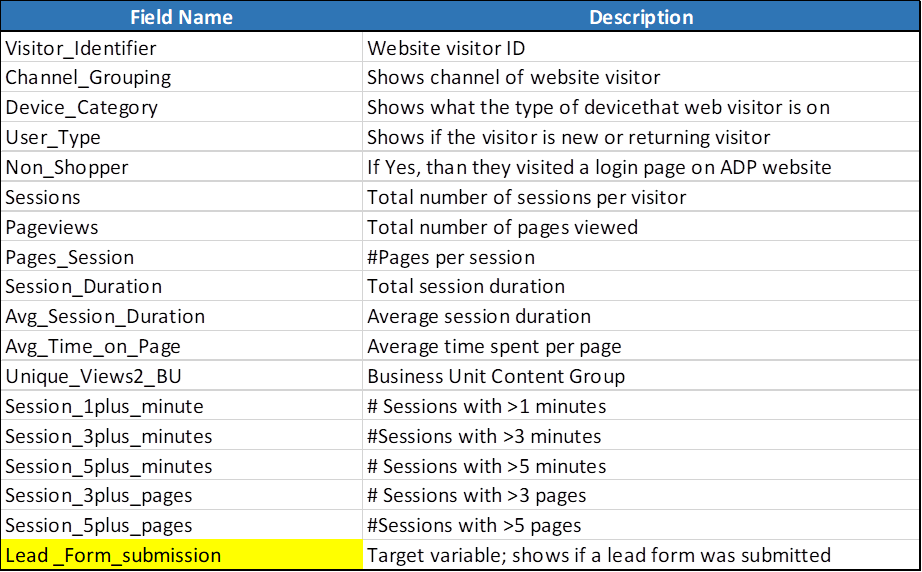 Field Name Description
Visitor_Identifier Website visitor ID
Channel_Grouping Shows channel of website visitor
Device_Category Shows what the type of devicethat web visitor is on
User_Type Shows if the visitor is new or returning visitor
Non_Shopper If Yes, than they visited a login page on ADP website
Sessions Total number of sessions per visitor
Pageviews Total number of pages viewed
Pages_Session #Pages per session
Session_Duration Total session duration
Avg_Session_Duration Average session duration
Avg_Time_on_Page Average time spent per page
Unique_Views2_BU Business Unit Content Group
Session_1plus_minute # Sessions with >1 minutes
Session_3plus_minutes #Sessions with >3 minutes
Session_5plus_minutes # Sessions with >5 minutes
Session_3plus_pages # Sessions with >3 pages
Session_5plus_pages #Sessions with >5 pages
Lead _Form_submission Target variable; shows if a lead form was submitted